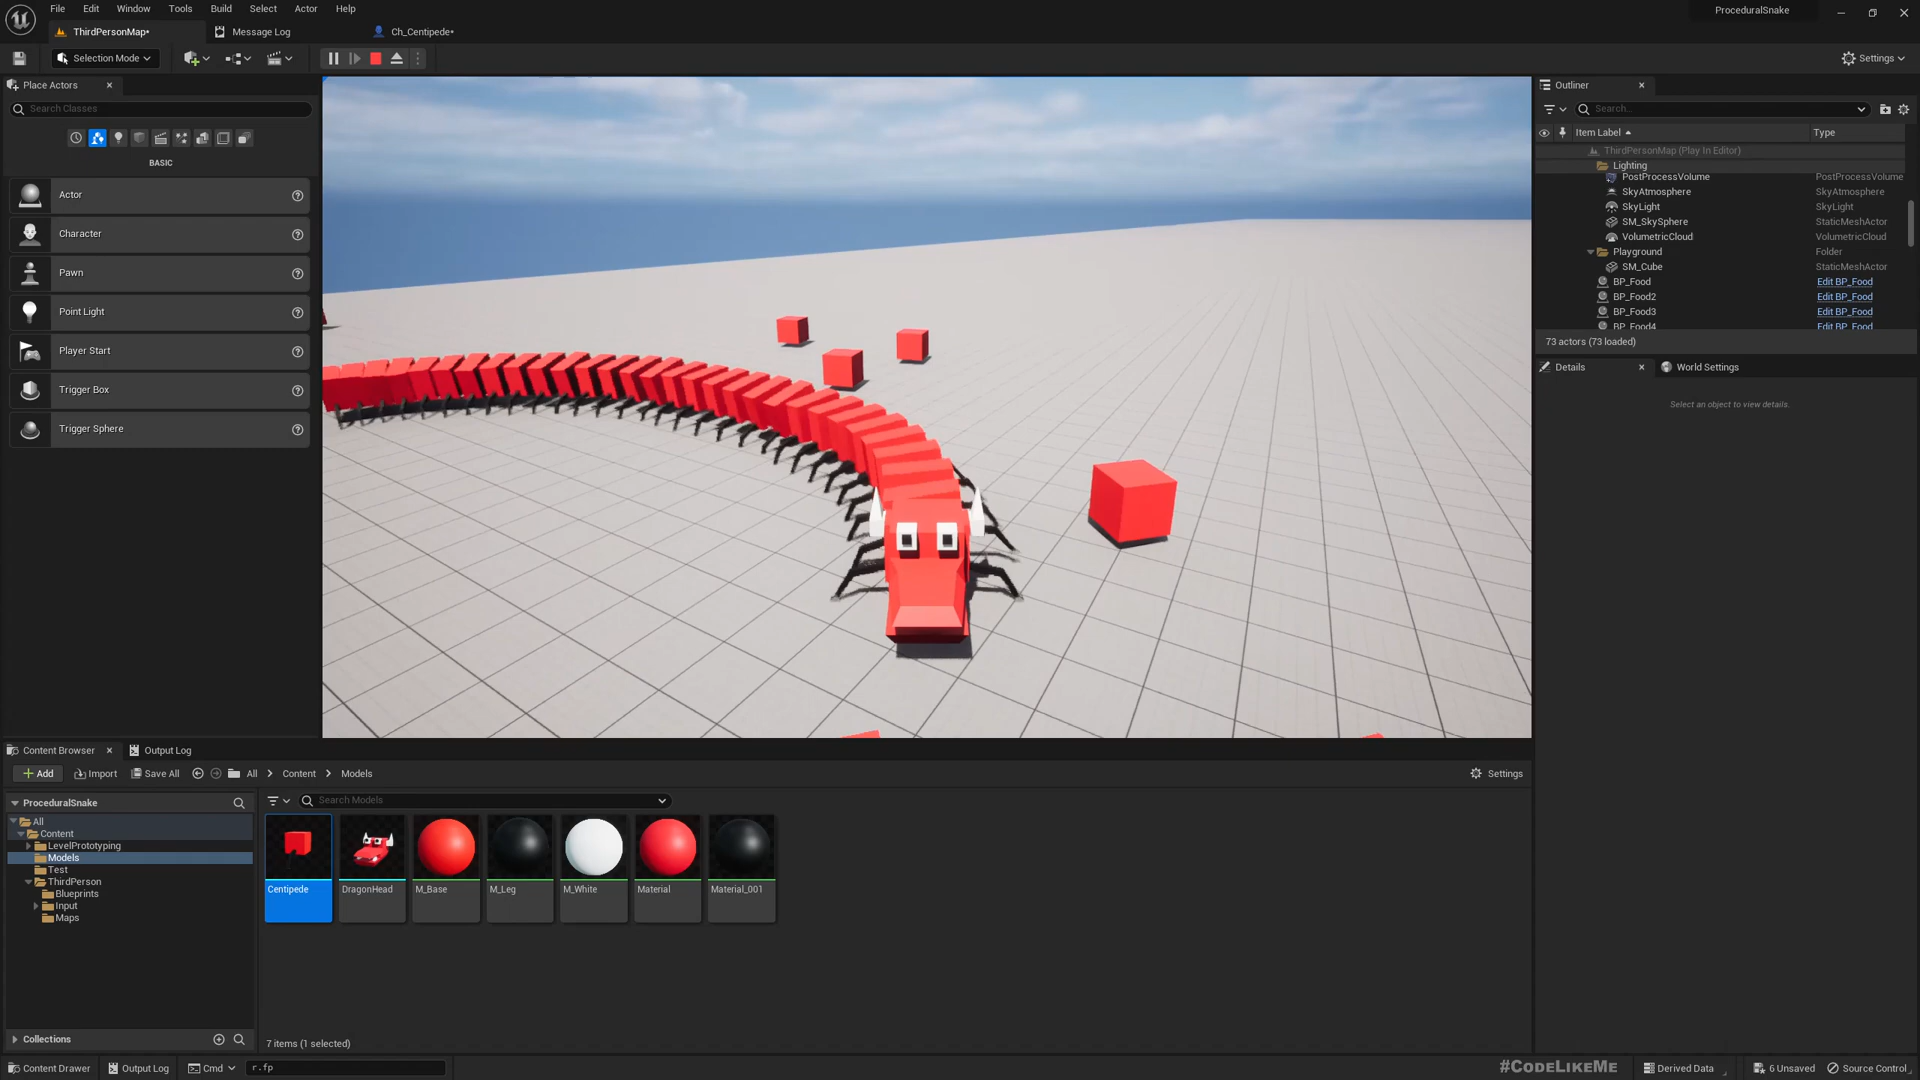 File Edit Window Tools Build Select Actor Help ProceduralSnake
ThirdPersonMap* Message Log Ch_Centipede*
Selection Mode Settings
Place Actors
Search Classes
BASIC
Actor
Character
Pawn
Point Light
Player Start
Trigger Box
Trigger Sphere
Outliner
Search...
Item Label Type
ThirdPersonMap (Play In Editor)
Lighting
PostProcessVolume PostProcessVolume
SkyAtmosphere SkyAtmosphere
SkyLight SkyLight
SM_SkySphere StaticMeshActor
VolumetricCloud VolumetricCloud
Playground Folder
SM_Cube StaticMeshActor
BP_Food Edit BP_Food
BP_Food2 Edit BP_Food
BP_Food3 Edit BP_Food
BP_Food4 Edit BP_Food
73 actors (73 loaded)
Details World Settings
Select an object to view details.
Content Browser Output Log
Add Import Save All All Content Models Settings
ProceduralSnake
All
Content
LevelPrototyping
Models
Test
ThirdPerson
Blueprints
Input
Maps
Collections
Search Models
Centipede DragonHead M_Base M_Leg M_White Material Material_001
7 items (1 selected)
Content Drawer Output Log Cmd r.fp #CODELIKEME Derived Data 6 Unsaved Source Control